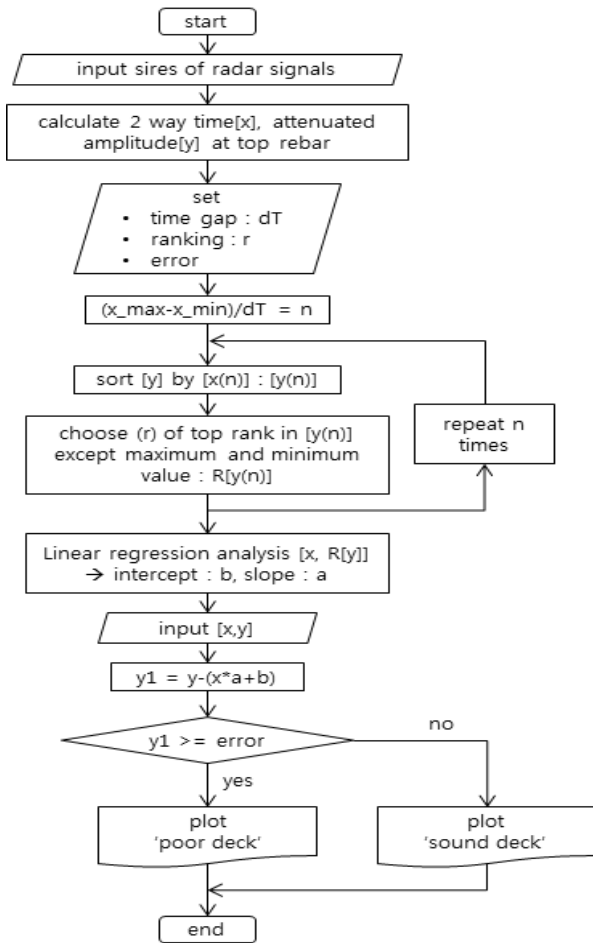 start
input sires of radar signals
calculate 2 way time[x], attenuated
amplitude[y] at top rebar
set
• time gap : dT
• ranking : r
• error
(x_max-x_min)/dT = n
sort [y] by [x(n)] : [y(n)]
choose (r) of top rank in [y(n)]
except maximum and minimum
value : R[y(n)]
repeat n
times
Linear regression analysis [x, R[y]]
→ intercept : b, slope : a
input [x,y]
y1 = y-(x*a+b)
y1 >= error
no
yes
plot
'poor deck'
plot
'sound deck'
end